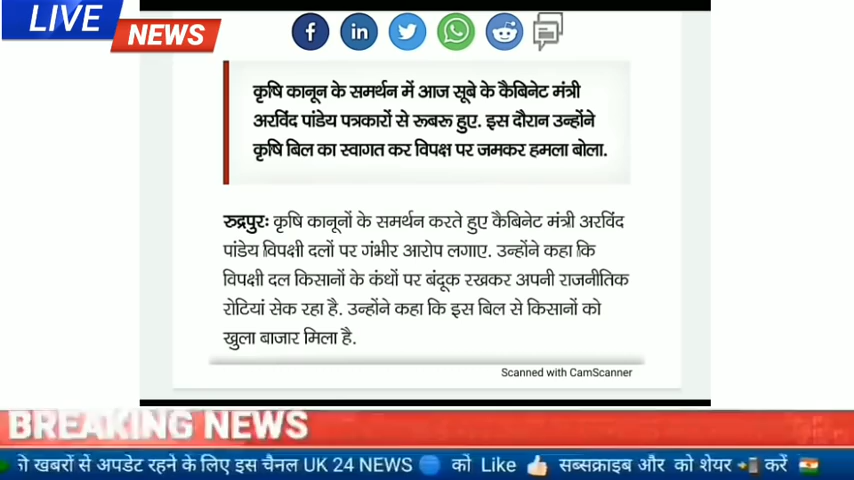 LIVE
NEWS
कृषि कानून के समर्थन में आज सूबे के कैबिनेट मंत्री
अरविंद पांडेय पत्रकारों से रूबरू हुए. इस दौरान उन्होंने
कृषि बिल का स्वागत कर विपक्ष पर जमकर हमला बोला.
रुद्रपुरः कृषि कानूनों के समर्थन करते हुए कैबिनेट मंत्री अरविंद
पांडेय विपक्षी दलों पर गंभीर आरोप लगाए. उन्होंने कहा कि
विपक्षी दल किसानों के कंधों पर बंदूक रखकर अपनी राजनीतिक
रोटियां सेक रहा है. उन्होंने कहा कि इस बिल से किसानों को
खुला बाजार मिला है.
Scanned with CamScanner
BREAKING NEWS
खबरों से अपडेट रहने के लिए इस चैनल UK 24 NEWS 🌐 को Like 👍🏻 सब्सक्राइब और को शेयर 📲 करें 🇮🇳